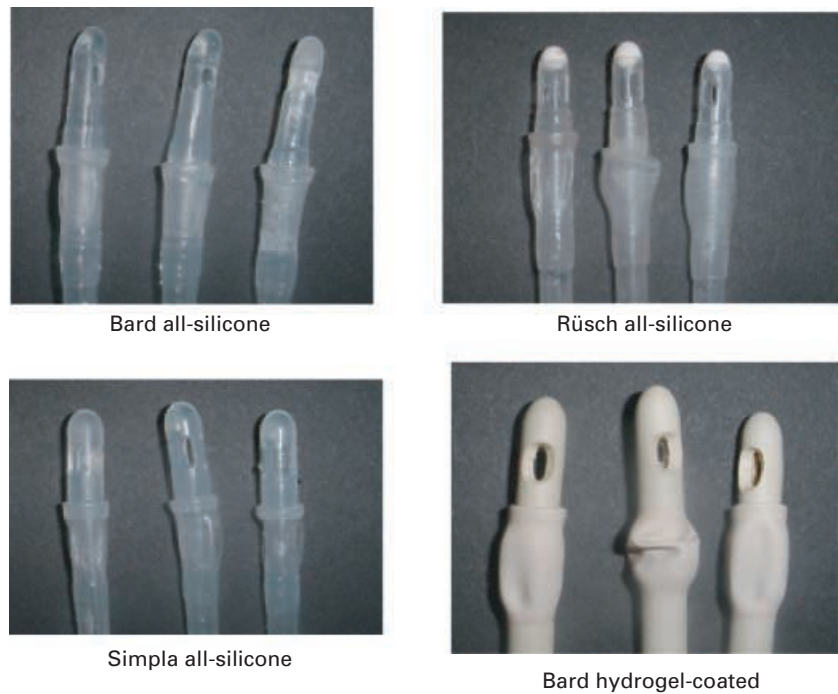 Bard all-silicone
Rüsch all-silicone
Simpla all-silicone
Bard hydrogel-coated